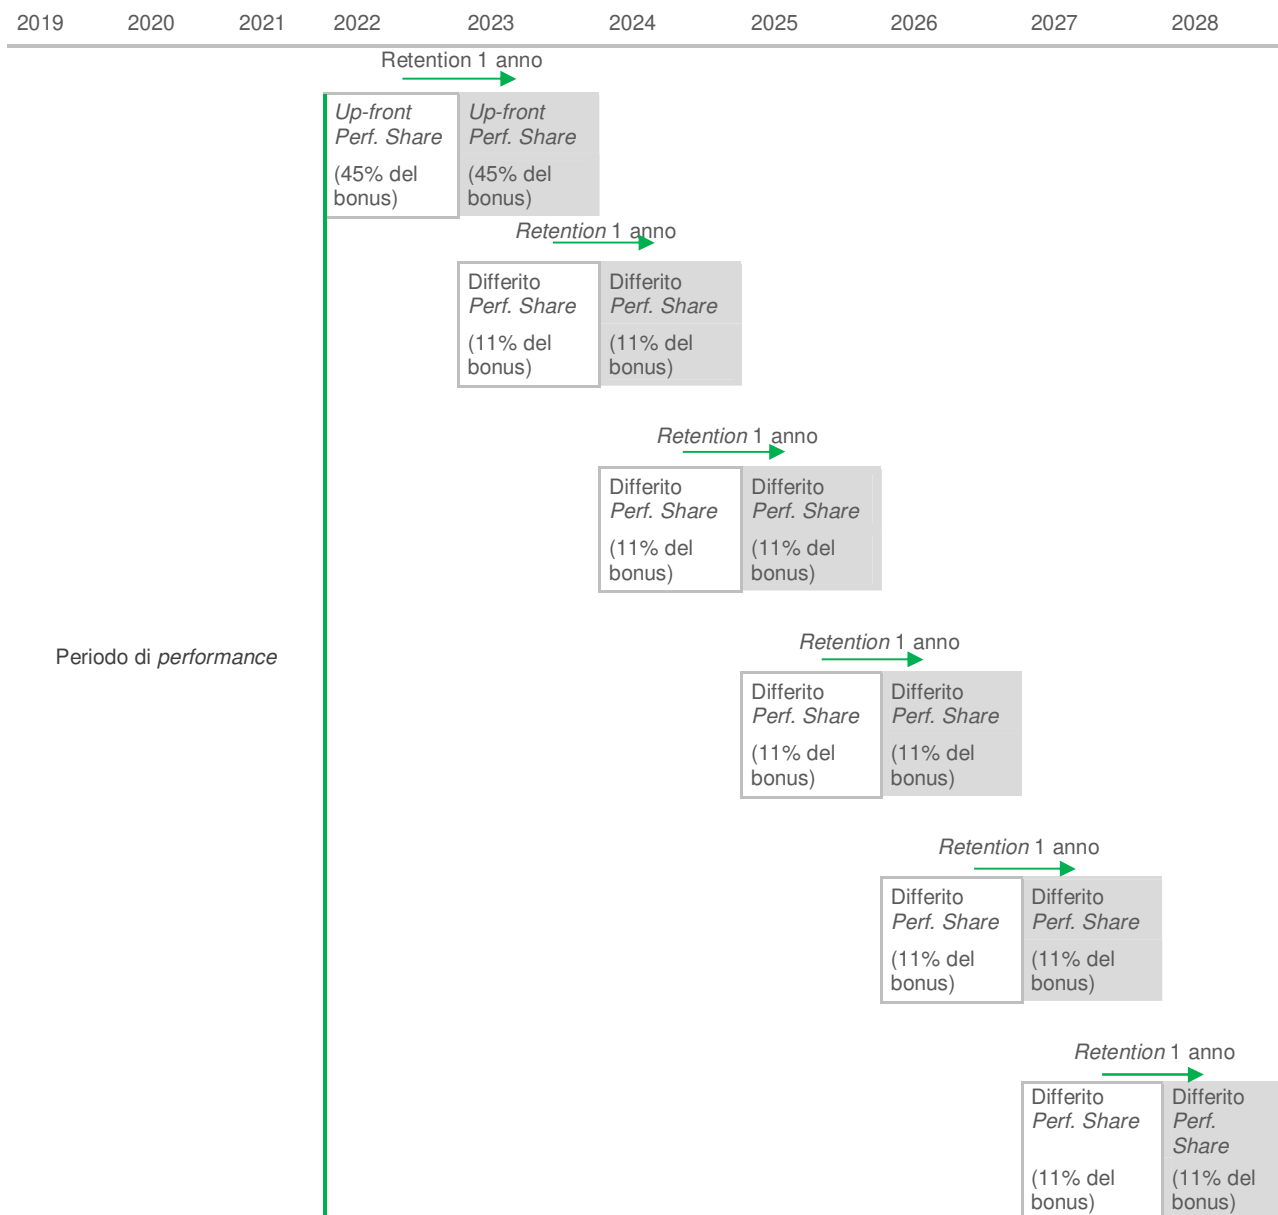 2019 2020 2021 2022 2023 2024 2025 2026 2027 2028
Retention 1 anno
Up-front Up-front
Perf. Share Perf. Share
(45% del (45% del
bonus) bonus)
Retention 1 anno
Differito Differito
Perf. Share Perf. Share
(11% del (11% del
bonus) bonus)
Retention 1 anno
Differito Differito
Perf. Share Perf. Share
(11% del (11% del
bonus) bonus)
Retention 1 anno
Periodo di performance
Differito Differito
Perf. Share Perf. Share
(11% del (11% del
bonus) bonus)
Retention 1 anno
Differito Differito
Perf. Share Perf. Share
(11% del (11% del
bonus) bonus)
Retention 1 anno
Differito Differito
Perf. Share Perf.
Share
(11% del (11% del
bonus) bonus)